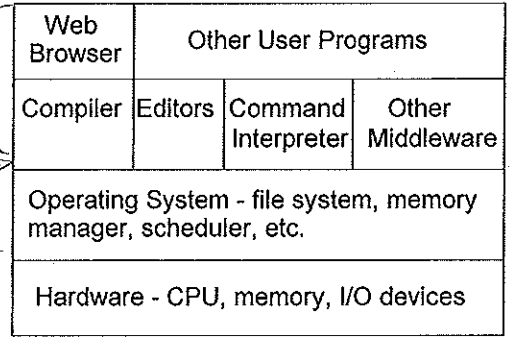 Web
Browser
Other User Programs
Compiler
Editors
Command
Interpreter
Other
Middleware
Operating System - file system, memory
manager, scheduler, etc.
Hardware - CPU, memory, I/O devices